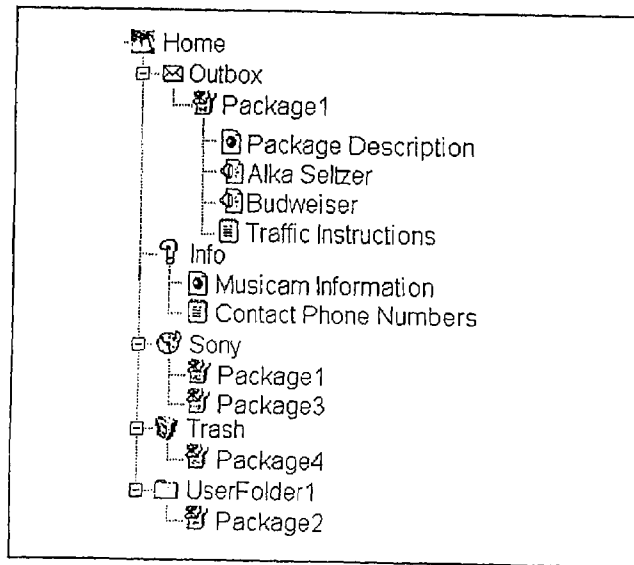 Home
Outbox
Package1
Package Description
Alka Seltzer
Budweiser
Traffic Instructions
Info
Musicam Information
Contact Phone Numbers
Sony
Package1
Package3
Trash
Package4
UserFolder1
Package2